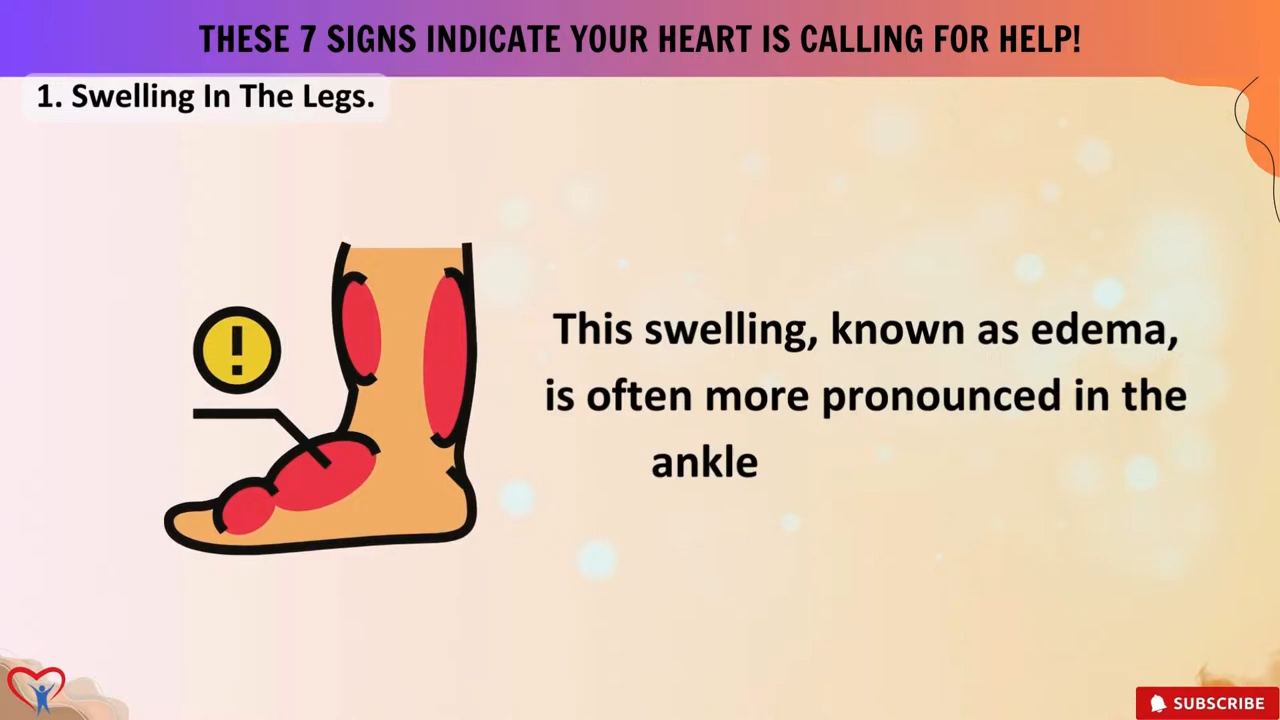 THESE 7 SIGNS INDICATE YOUR HEART IS CALLING FOR HELP!
1. Swelling In The Legs.
!
This swelling, known as edema,
is often more pronounced in the
ankle
SUBSCRIBE